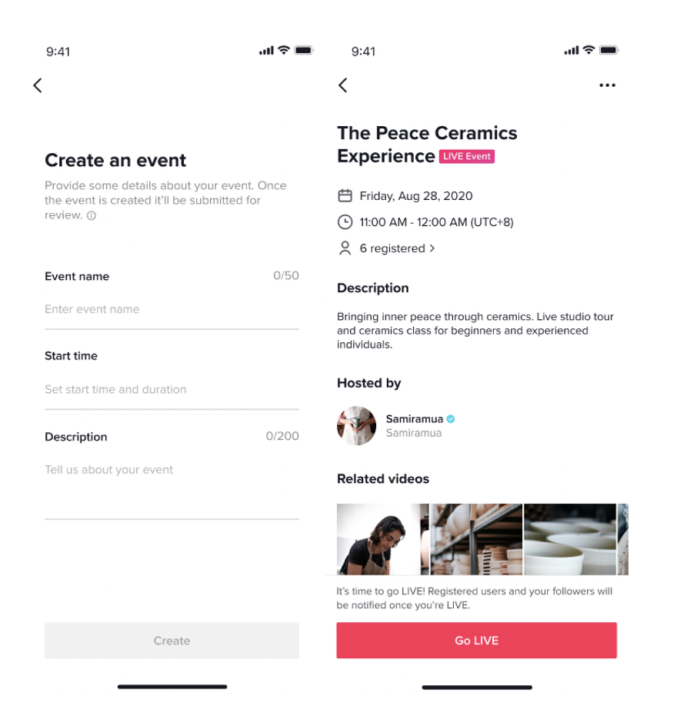 9:41
Create an event
Provide some details about your event. Once
the event is created it'll be submitted for
review.
Event name
0/50
Enter event name
Start time
Set start time and duration
Description
0/200
Tell us about your event
Create
9:41
The Peace Ceramics
Experience LIVE Event
Friday, Aug 28, 2020
11:00 AM - 12:00 AM (UTC+8)
6 registered
Description
Bringing inner peace through ceramics. Live studio tour
and ceramics class for beginners and experienced
individuals.
Hosted by
Samiramua
Samiramua
Related videos
It's time to go LIVE! Registered users and your followers will
be notified once you're LIVE.
Go LIVE